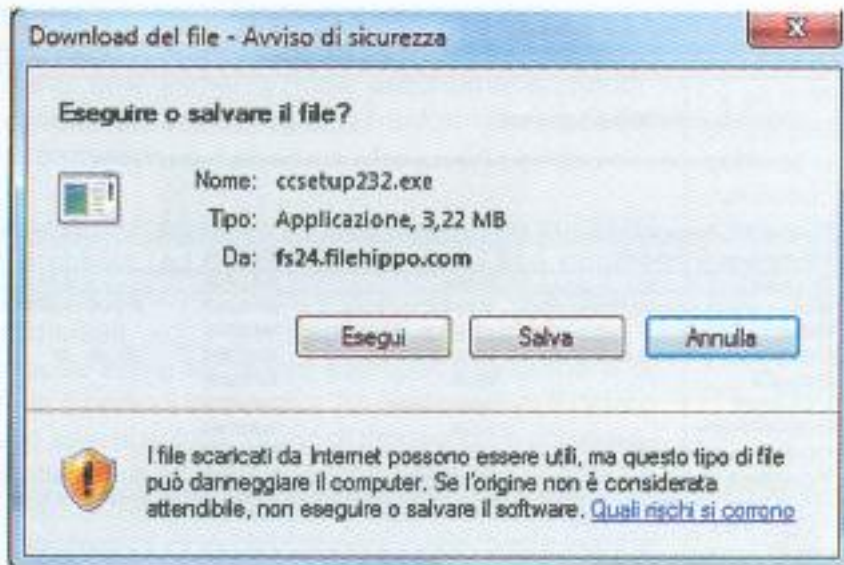 Download del file - Avviso di sicurezza
X
Eseguire o salvare il file?
Nome: ccsetup232.exe
Tipo: Applicazione, 3,22 MB
Da: fs24.filehippo.com
Esegui Salva Annulla
I file scaricati da Internet possono essere utili, ma questo tipo di file
può danneggiare il computer. Se l'origine non è considerata
attendibile, non eseguire o salvare il software. Quali rischi si corrono